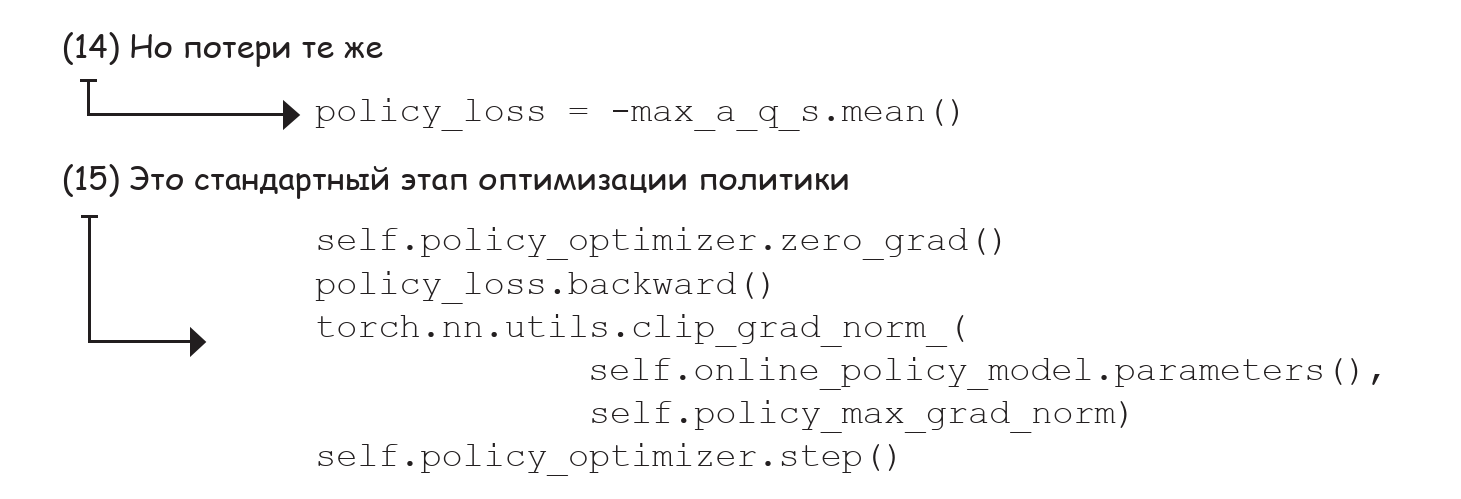 (14) Но потери те же
policy_loss = -max_a_q_s.mean()
(15) Это стандартный этап оптимизации политики
self.policy_optimizer.zero_grad()
policy_loss.backward()
torch.nn.utils.clip_grad_norm_(
self.online_policy_model.parameters(),
self.policy_max_grad_norm)
self.policy_optimizer.step()